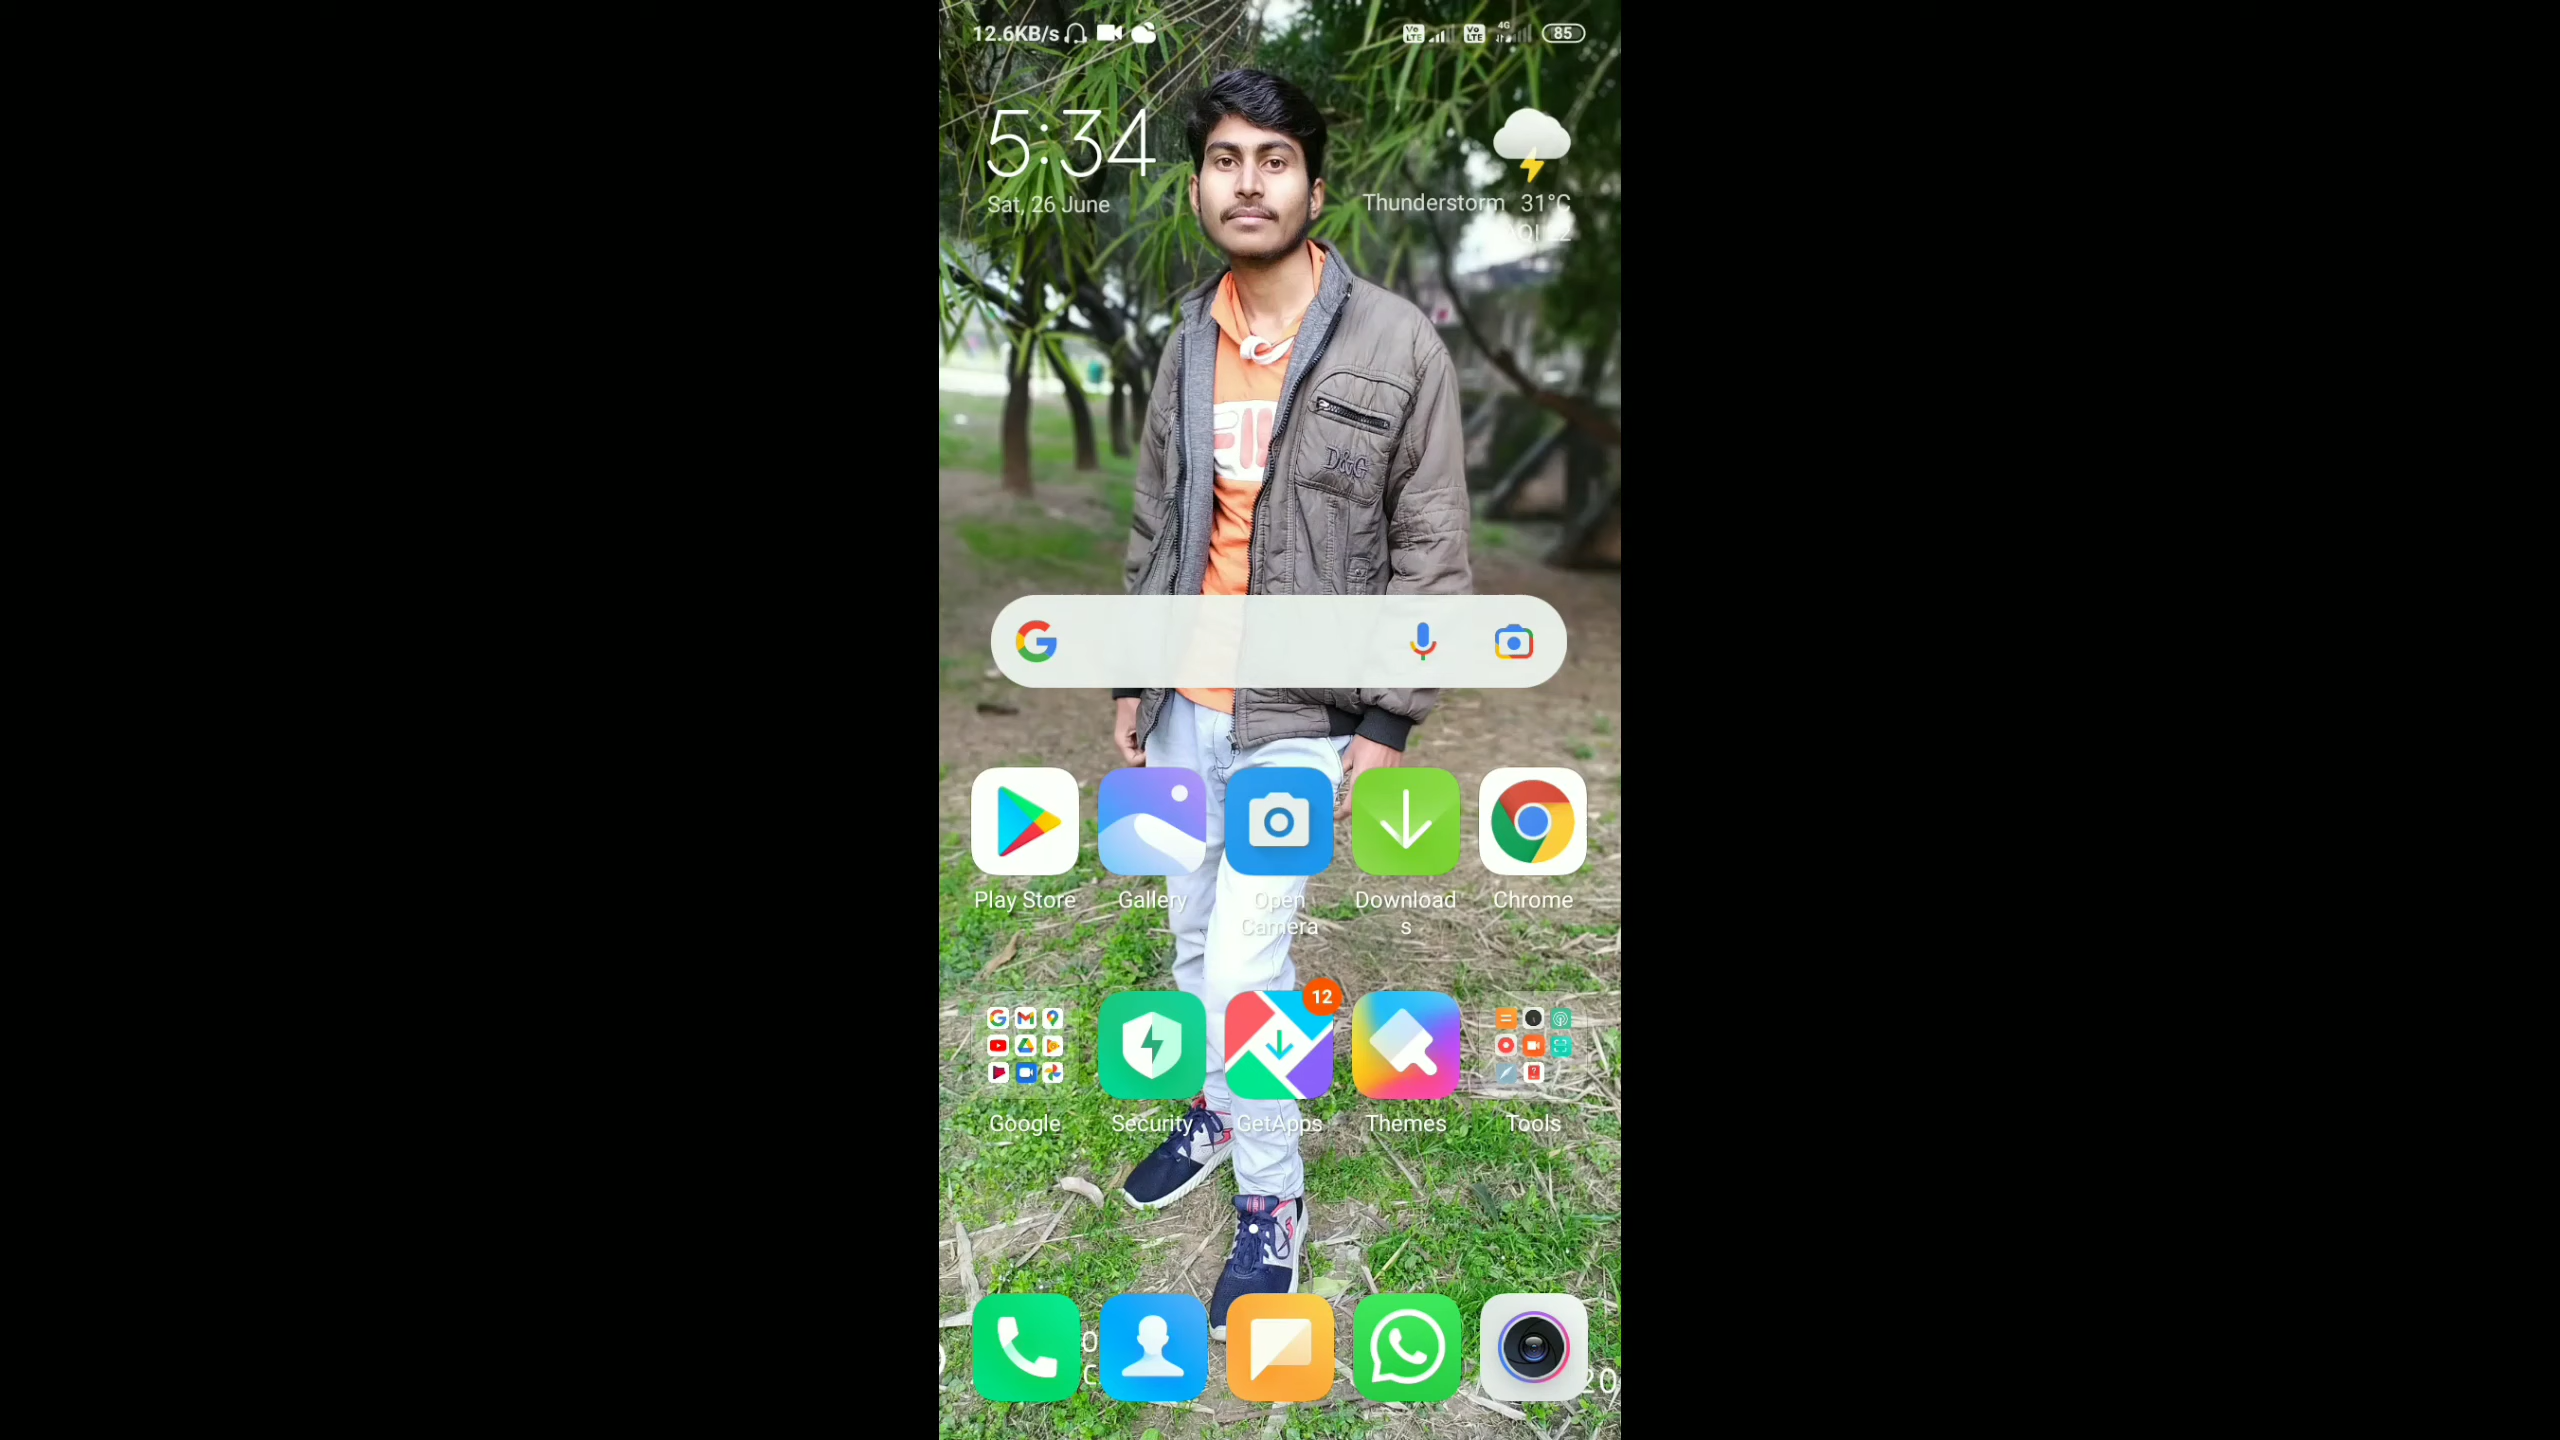 12.6KB/s
4G
85
5:34
Sat, 26 June
Thunderstorm 31°C
D&G
Play Store
Gallery
Open
Camera
Download
s
Chrome
12
Google
Security
GetApps
Themes
Tools